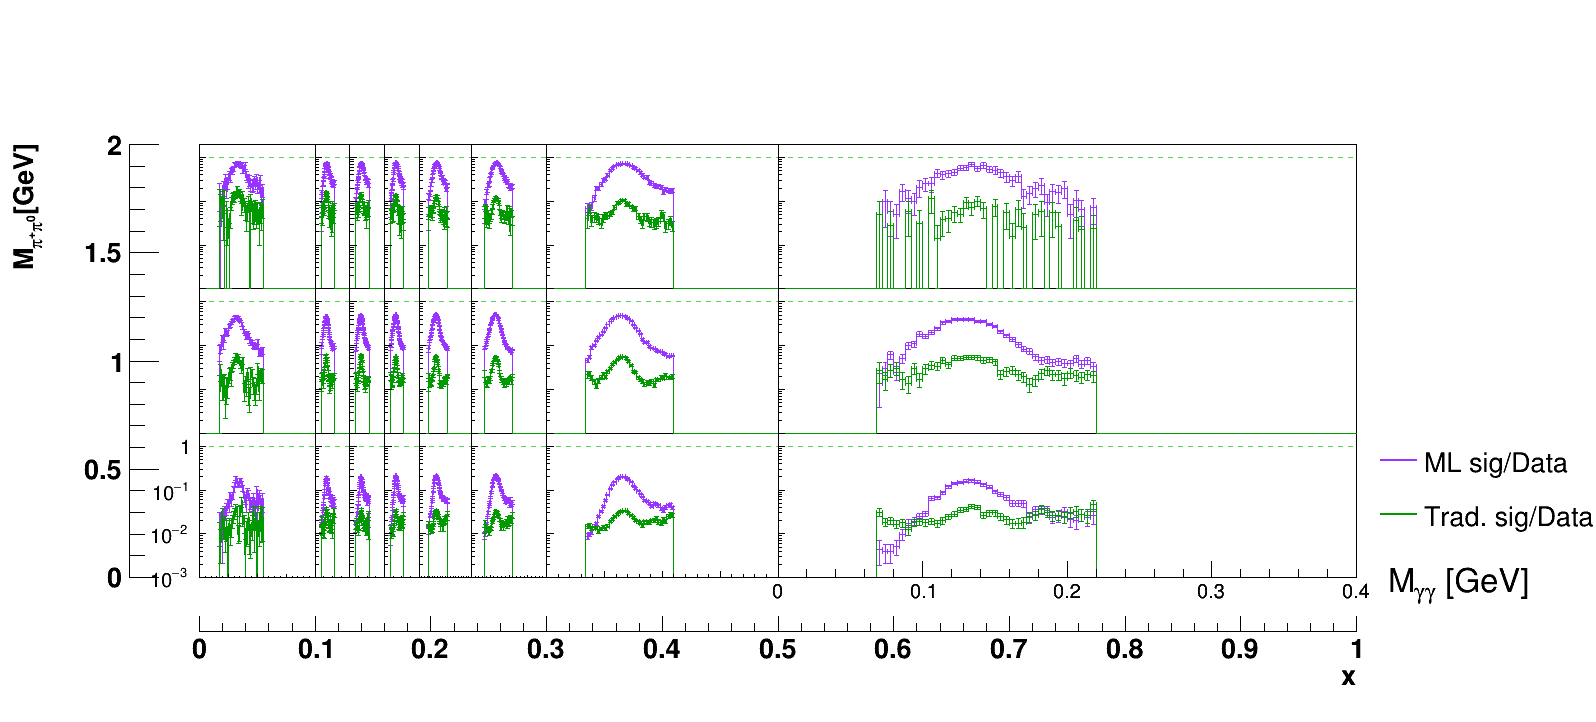 M_{π⁺π⁰}[GeV]
2
1.5
1
0.5
0
1
10⁻¹
10⁻²
10⁻³
ML sig/Data
Trad. sig/Data
0 0.1 0.2 0.3 0.4
M_{γγ} [GeV]
0 0.1 0.2 0.3 0.4 0.5 0.6 0.7 0.8 0.9 1
x